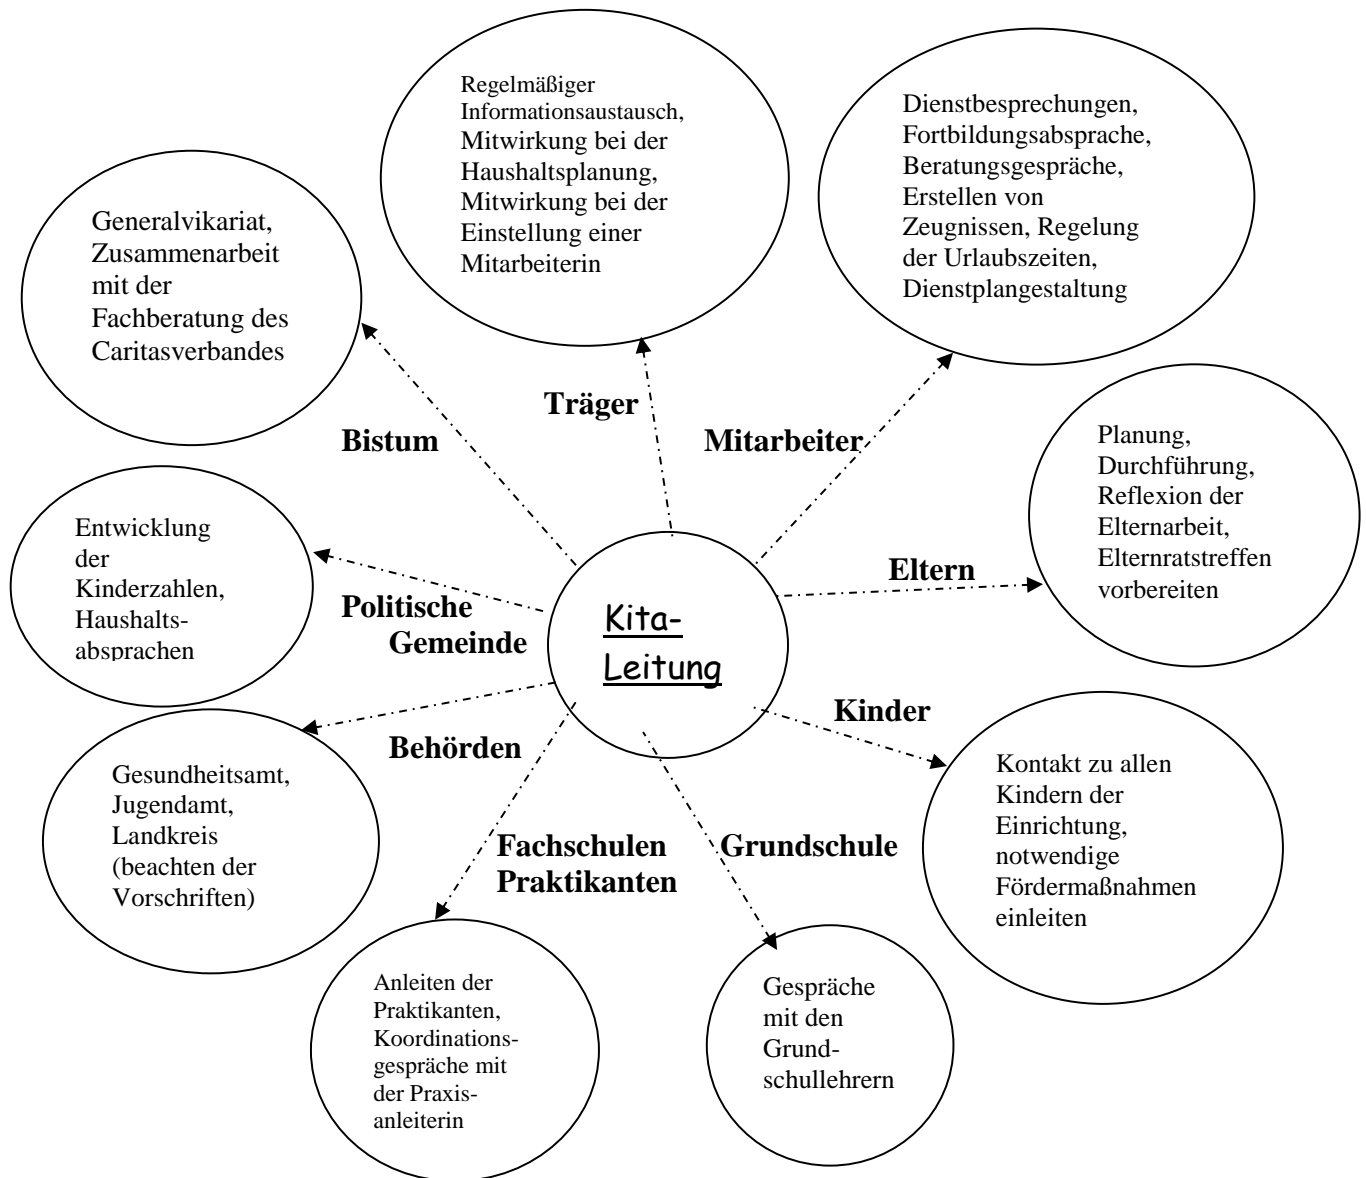 Regelmäßiger
Informationsaustausch,
Mitwirkung bei der
Haushaltsplanung,
Mitwirkung bei der
Einstellung einer
Mitarbeiterin
Dienstbesprechungen,
Fortbildungsabsprache,
Beratungsgespräche,
Erstellen von
Zeugnissen, Regelung
der Urlaubszeiten,
Dienstplangestaltung
Generalvikariat,
Zusammenarbeit
mit der
Fachberatung des
Caritasverbandes
Träger
Bistum
Mitarbeiter
Planung,
Durchführung,
Reflexion der
Elternarbeit,
Elternratstreffen
vorbereiten
Entwicklung
der
Kinderzahlen,
Haushalts-
absprachen
Eltern
Politische
Gemeinde
Kita-
Leitung
Kinder
Behörden
Gesundheitsamt,
Jugendamt,
Landkreis
(beachten der
Vorschriften)
Kontakt zu allen
Kindern der
Einrichtung,
notwendige
Fördermaßnahmen
einleiten
Fachschulen
Praktikanten
Grundschule
Anleiten der
Praktikanten,
Koordinations-
gespräche mit
der Praxis-
anleiterin
Gespräche
mit den
Grund-
schullehrern